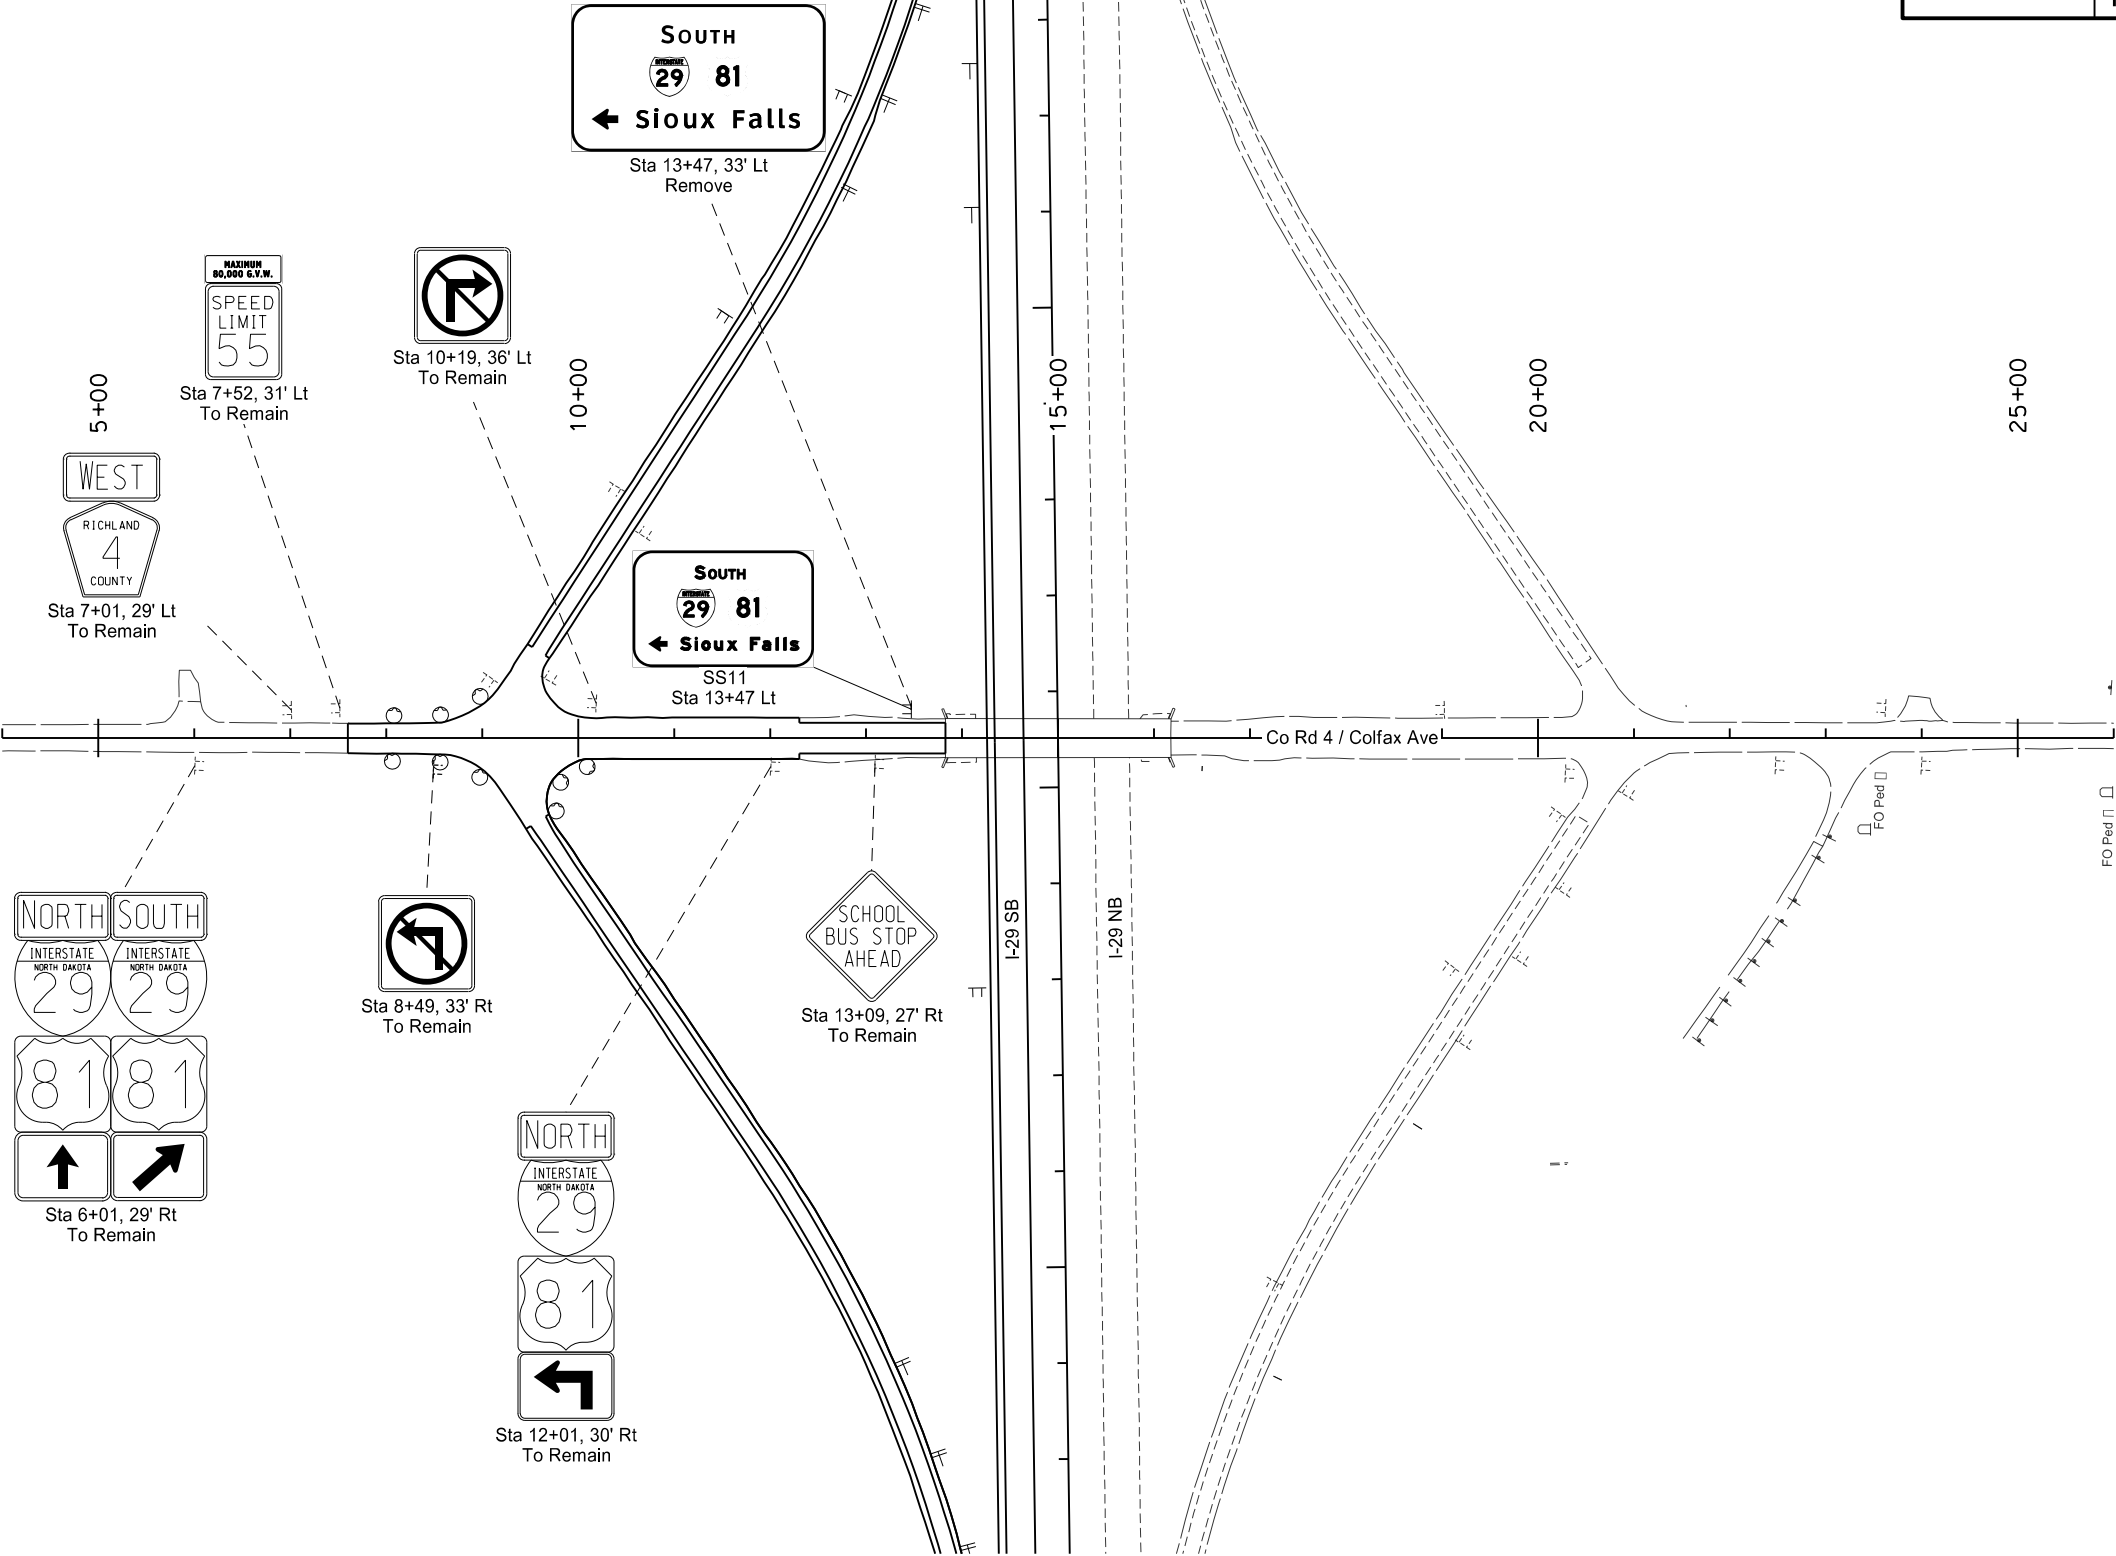 SOUTH
INTERSTATE
29 81
Sioux Falls
Sta 13+47, 33' Lt
Remove
MAXIMUM
80,000 G.V.W.
SPEED
LIMIT
55
Sta 7+52, 31' Lt
To Remain
Sta 10+19, 36' Lt
To Remain
5+00
10+00
15+00
20+00
25+00
WEST
RICHLAND
4
COUNTY
Sta 7+01, 29' Lt
To Remain
SOUTH
INTERSTATE
29 81
Sioux Falls
SS11
Sta 13+47 Lt
Co Rd 4 / Colfax Ave
FO Ped
FO Ped
I-29 SB
I-29 NB
NORTH SOUTH
INTERSTATE INTERSTATE
NORTH DAKOTA NORTH DAKOTA
29 29
81 81
Sta 6+01, 29' Rt
To Remain
Sta 8+49, 33' Rt
To Remain
SCHOOL
BUS STOP
AHEAD
Sta 13+09, 27' Rt
To Remain
NORTH
INTERSTATE
NORTH DAKOTA
29
81
Sta 12+01, 30' Rt
To Remain